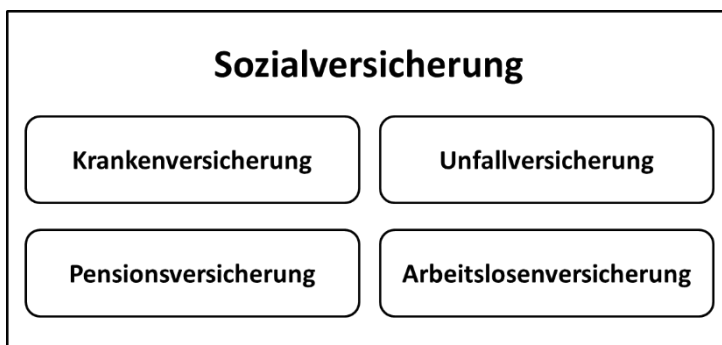 Sozialversicherung
Krankenversicherung
Unfallversicherung
Pensionsversicherung
Arbeitslosenversicherung